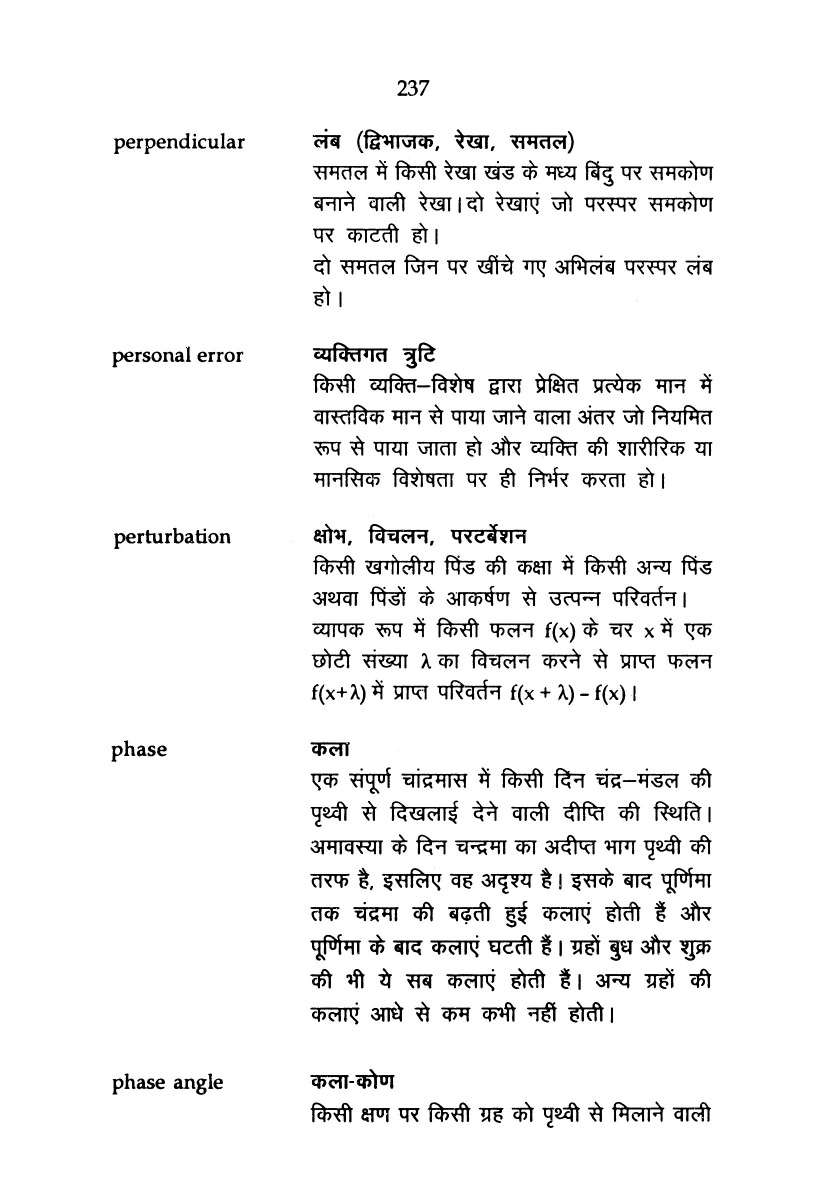 237
perpendicular लंब (द्विभाजक, रेखा, समतल)
समतल में किसी रेखा खंड के मध्य बिंदु पर समकोण
बनाने वाली रेखा।दो रेखाएं जो परस्पर समकोण
पर काटती हो।
दो समतल जिन पर खींचे गए अभिलंब परस्पर लंब
हो।
personal error व्यक्तिगत त्रुटि
किसी व्यक्ति–विशेष द्वारा प्रेक्षित प्रत्येक मान में
वास्तविक मान से पाया जाने वाला अंतर जो नियमित
रूप से पाया जाता हो और व्यक्ति की शारीरिक या
मानसिक विशेषता पर ही निर्भर करता हो।
perturbation क्षोभ, विचलन, परटर्बेशन
किसी खगोलीय पिंड की कक्षा में किसी अन्य पिंड
अथवा पिंडों के आकर्षण से उत्पन्न परिवर्तन।
व्यापक रूप में किसी फलन f(x) के चर x में एक
छोटी संख्या λ का विचलन करने से प्राप्त फलन
f(x+λ) में प्राप्त परिवर्तन f(x + λ) – f(x)।
phase कला
एक संपूर्ण चांद्रमास में किसी दिन चंद्र–मंडल की
पृथ्वी से दिखलाई देने वाली दीप्ति की स्थिति।
अमावस्या के दिन चन्द्रमा का अदीप्त भाग पृथ्वी की
तरफ है, इसलिए वह अदृश्य है। इसके बाद पूर्णिमा
तक चंद्रमा की बढ़ती हुई कलाएं होती हैं और
पूर्णिमा के बाद कलाएं घटती हैं। ग्रहों बुध और शुक्र
की भी ये सब कलाएं होती हैं। अन्य ग्रहों की
कलाएं आधे से कम कभी नहीं होती।
phase angle कला-कोण
किसी क्षण पर किसी ग्रह को पृथ्वी से मिलाने वाली